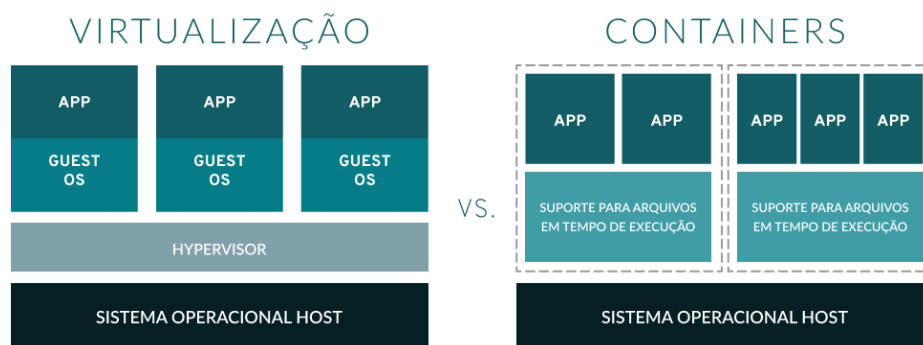 VIRTUALIZAÇÃO
APP
GUEST
OS
APP
GUEST
OS
APP
GUEST
OS
HYPERVISOR
SISTEMA OPERACIONAL HOST
VS.
CONTAINERS
APP
APP
SUPORTE PARA ARQUIVOS
EM TEMPO DE EXECUÇÃO
APP
APP
APP
SUPORTE PARA ARQUIVOS
EM TEMPO DE EXECUÇÃO
SISTEMA OPERACIONAL HOST